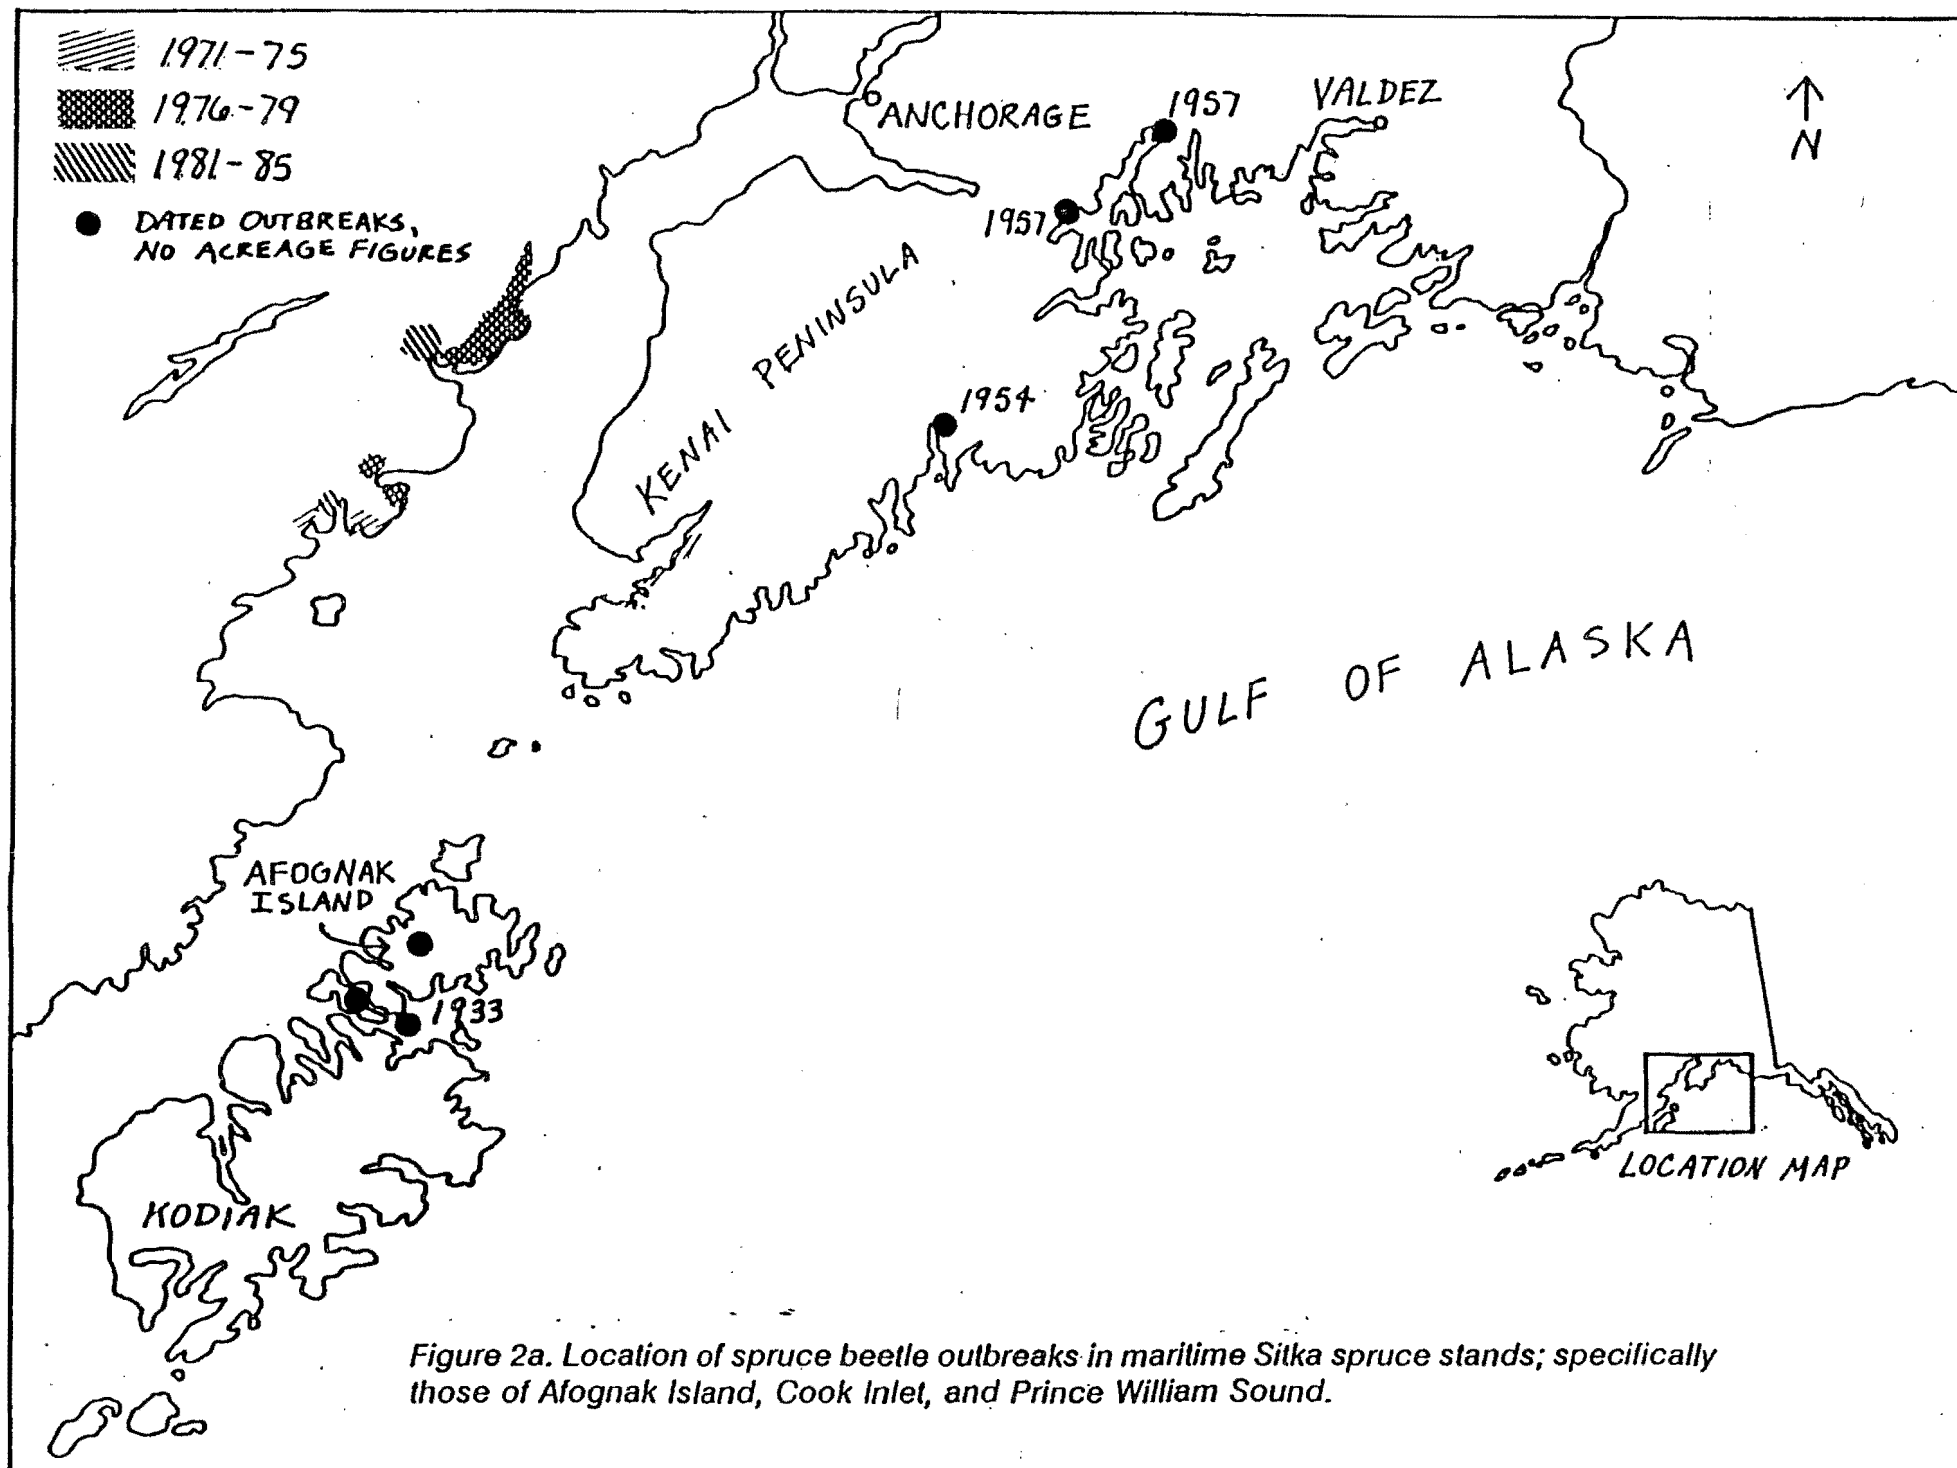 1971-75
1976-79
1981-85
DATED OUTBREAKS,
NO ACREAGE FIGURES
ANCHORAGE
1957
VALDEZ
N
1957
KENAI PENINSULA
1954
GULF OF ALASKA
AFOGNAK
ISLAND
1933
KODIAK
LOCATION MAP
Figure 2a. Location of spruce beetle outbreaks in maritime Sitka spruce stands; specifically
those of Afognak Island, Cook Inlet, and Prince William Sound.